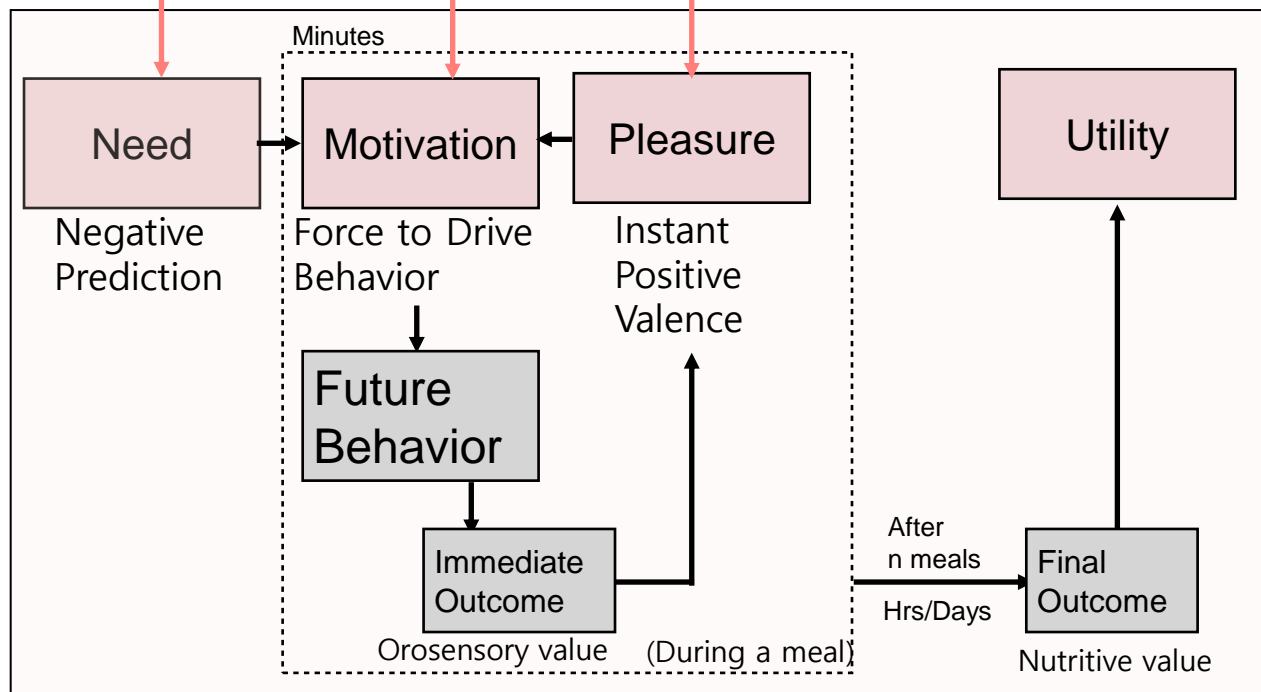 Minutes
Need
Motivation
Pleasure
Utility
Negative
Prediction
Force to Drive
Behavior
Instant
Positive
Valence
Future
Behavior
Immediate
Outcome
Orosensory value
(During a meal)
After
n meals
Hrs/Days
Final
Outcome
Nutritive value